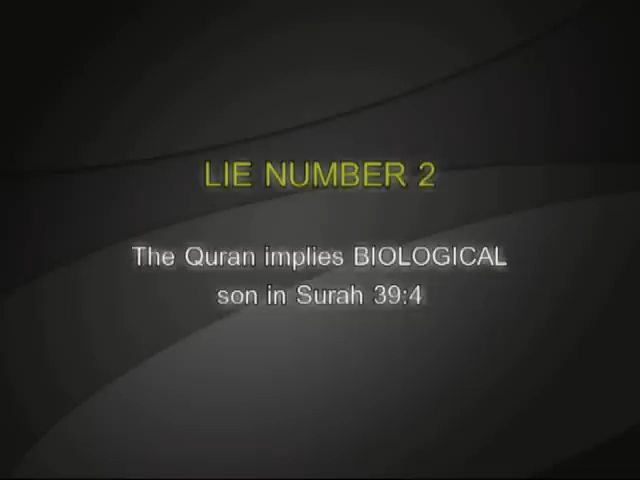 LIE NUMBER 2
The Quran implies BIOLOGICAL
son in Surah 39:4